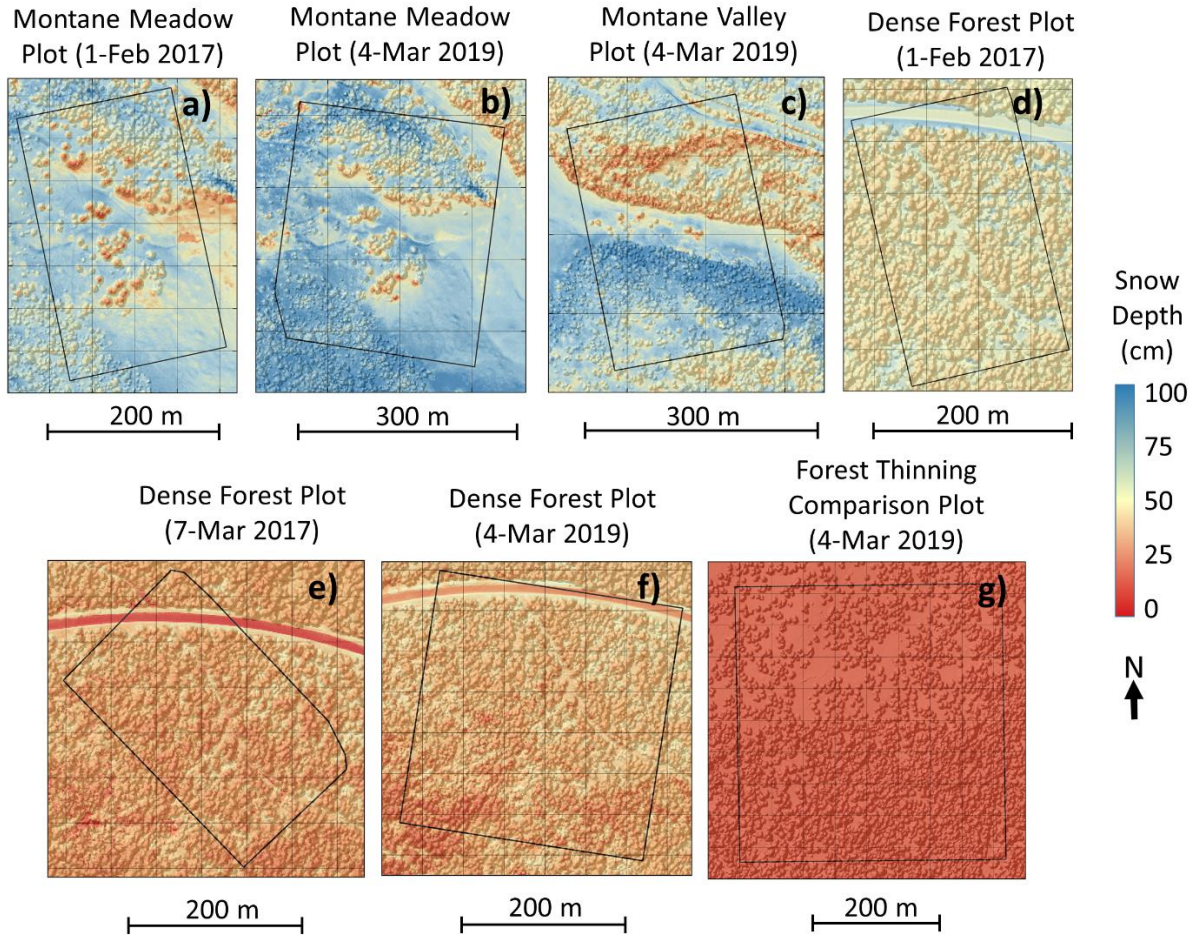 Montane Meadow
Plot (1-Feb 2017)
Montane Meadow
Plot (4-Mar 2019)
Montane Valley
Plot (4-Mar 2019)
Dense Forest Plot
(1-Feb 2017)
a)
b)
c)
d)
200 m
300 m
300 m
200 m
Snow
Depth
(cm)
100
75
50
25
0
N
Dense Forest Plot
(7-Mar 2017)
Dense Forest Plot
(4-Mar 2019)
Forest Thinning
Comparison Plot
(4-Mar 2019)
e)
f)
g)
200 m
200 m
200 m